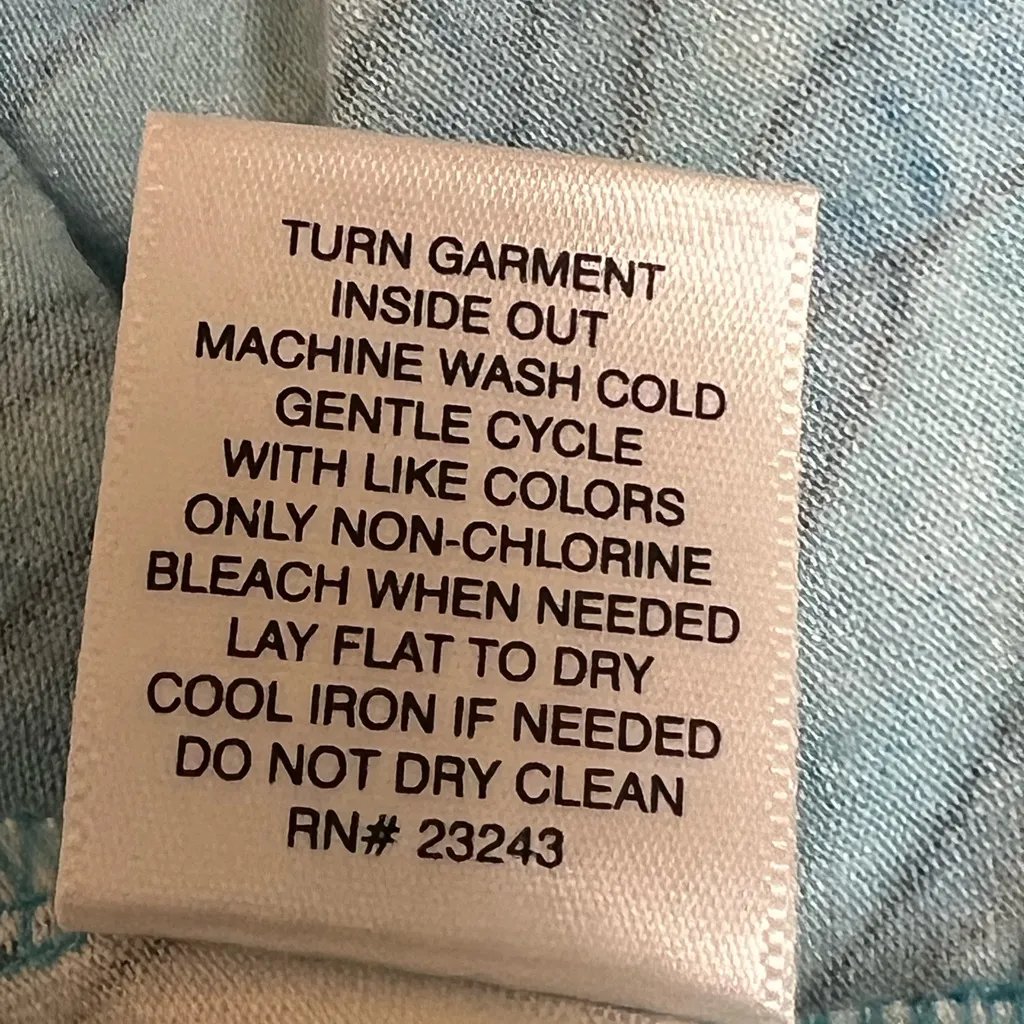 TURN GARMENT
INSIDE OUT
MACHINE WASH COLD
GENTLE CYCLE
WITH LIKE COLORS
ONLY NON-CHLORINE
BLEACH WHEN NEEDED
LAY FLAT TO DRY
COOL IRON IF NEEDED
DO NOT DRY CLEAN
RN# 23243